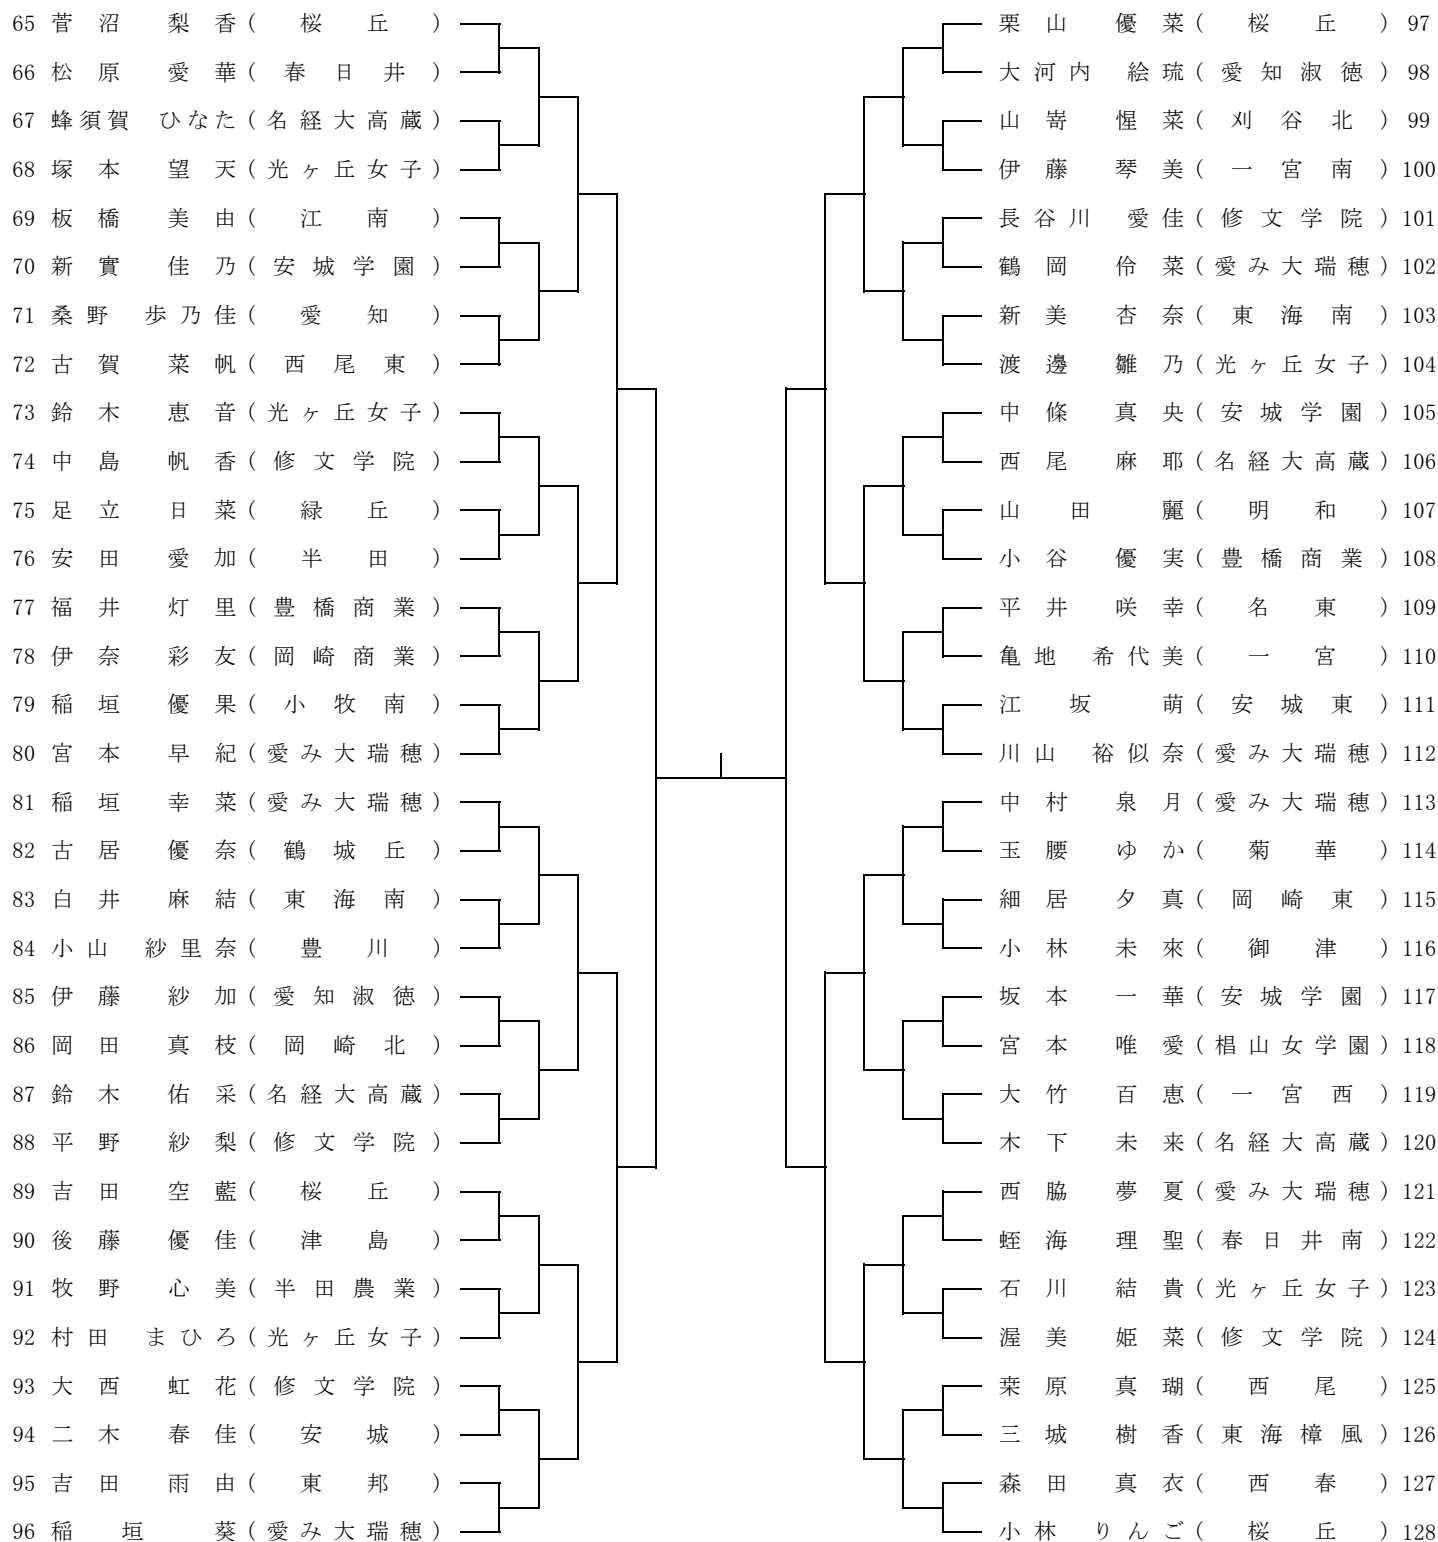 65 菅沼 梨香(桜丘)
66 松原 愛華(春日井)
67 蜂須賀 ひなた(名経大高蔵)
68 塚本 望天(光ヶ丘女子)
69 板橋 美由(江南)
70 新實 佳乃(安城学園)
71 桑野 歩乃佳(愛知)
72 古賀 菜帆(西尾東)
73 鈴木 恵音(光ヶ丘女子)
74 中島 帆香(修文学院)
75 足立 日菜(緑丘)
76 安田 愛加(半田)
77 福井 灯里(豊橋商業)
78 伊奈 彩友(岡崎商業)
79 稲垣 優果(小牧南)
80 宮本 早紀(愛み大瑞穂)
81 稲垣 幸菜(愛み大瑞穂)
82 古居 優奈(鶴城丘)
83 白井 麻結(東海南)
84 小山 紗里奈(豊川)
85 伊藤 紗加(愛知淑徳)
86 岡田 真枝(岡崎北)
87 鈴木 佑采(名経大高蔵)
88 平野 紗梨(修文学院)
89 吉田 空藍(桜丘)
90 後藤 優佳(津島)
91 牧野 心美(半田農業)
92 村田 まひろ(光ヶ丘女子)
93 大西 虹花(修文学院)
94 二木 春佳(安城)
95 吉田 雨由(東邦)
96 稲垣 葵(愛み大瑞穂)
栗山 優菜(桜丘) 97
大河内 絵琉(愛知淑徳) 98
山嵜 惺菜(刈谷北) 99
伊藤 琴美(一宮南) 100
長谷川 愛佳(修文学院) 101
鶴岡 伶菜(愛み大瑞穂) 102
新美 杏奈(東海南) 103
渡邊 雛乃(光ヶ丘女子) 104
中條 真央(安城学園) 105
西尾 麻耶(名経大高蔵) 106
山田 麗(明和) 107
小谷 優実(豊橋商業) 108
平井 咲幸(名東) 109
亀地 希代美(一宮) 110
江坂 萌(安城東) 111
川山 裕似奈(愛み大瑞穂) 112
中村 泉月(愛み大瑞穂) 113
玉腰 ゆか(菊華) 114
細居 夕真(岡崎東) 115
小林 未來(御津) 116
坂本 一華(安城学園) 117
宮本 唯愛(椙山女学園) 118
大竹 百恵(一宮西) 119
木下 未来(名経大高蔵) 120
西脇 夢夏(愛み大瑞穂) 121
蛭海 理聖(春日井南) 122
石川 結貴(光ヶ丘女子) 123
渥美 姫菜(修文学院) 124
桒原 真瑚(西尾) 125
三城 樹香(東海樟風) 126
森田 真衣(西春) 127
小林 りんご(桜丘) 128